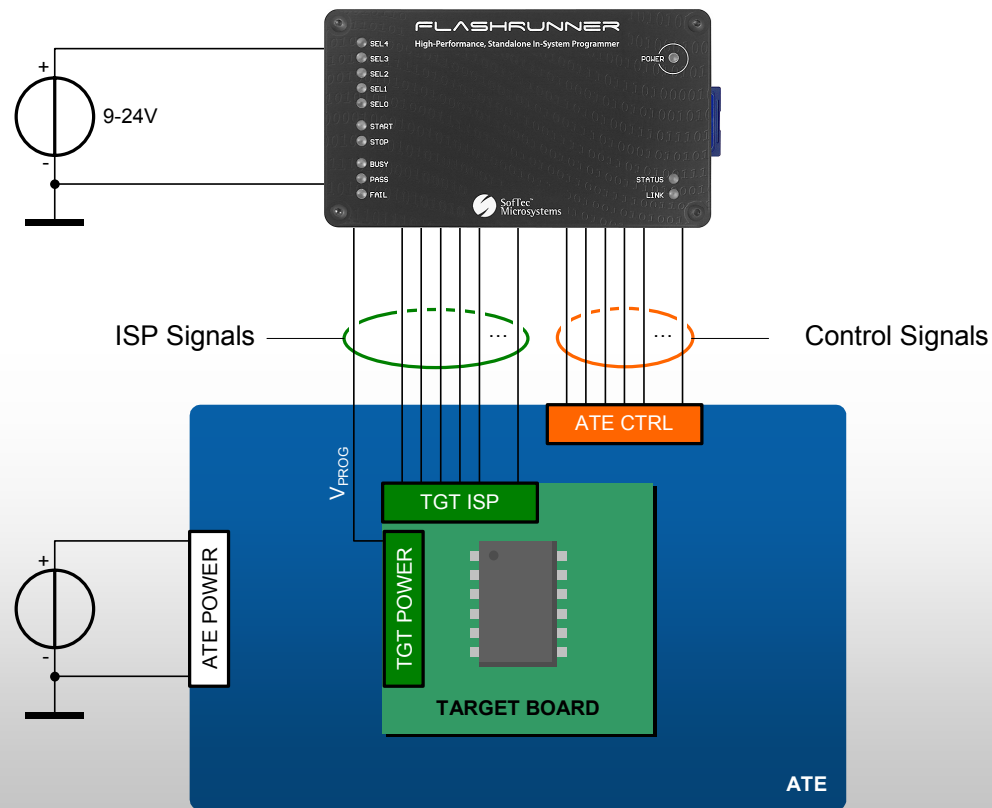 FLASHRUNNER
High-Performance, Standalone In-System Programmer
SEL4
SEL3
SEL2
SEL1
SEL0
START
STOP
BUSY
PASS
FAIL
POWER
STATUS
LINK
SofTec™
Microsystems
+
9-24V
-
ISP Signals
...
...
Control Signals
ATE CTRL
VPROG
TGT ISP
+
-
ATE POWER
TGT POWER
TARGET BOARD
ATE